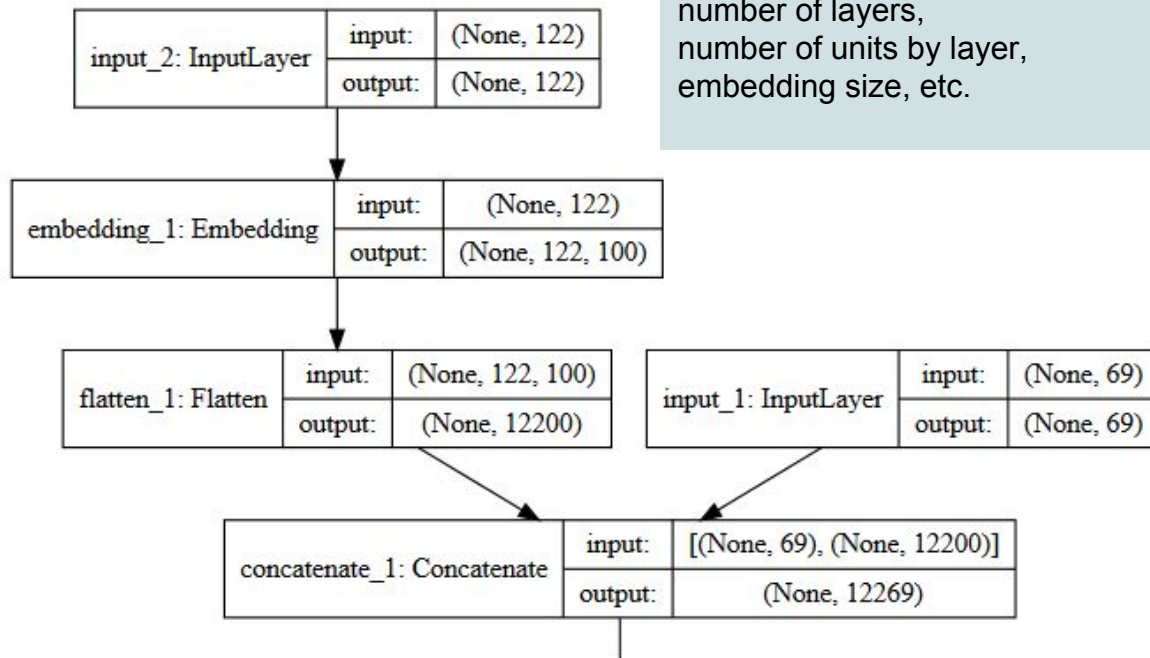 number of layers,
number of units by layer,
embedding size, etc.
input_2: InputLayer
input: (None, 122)
output: (None, 122)
embedding_1: Embedding
input: (None, 122)
output: (None, 122, 100)
flatten_1: Flatten
input: (None, 122, 100)
output: (None, 12200)
input_1: InputLayer
input: (None, 69)
output: (None, 69)
concatenate_1: Concatenate
input: [(None, 69), (None, 12200)]
output: (None, 12269)